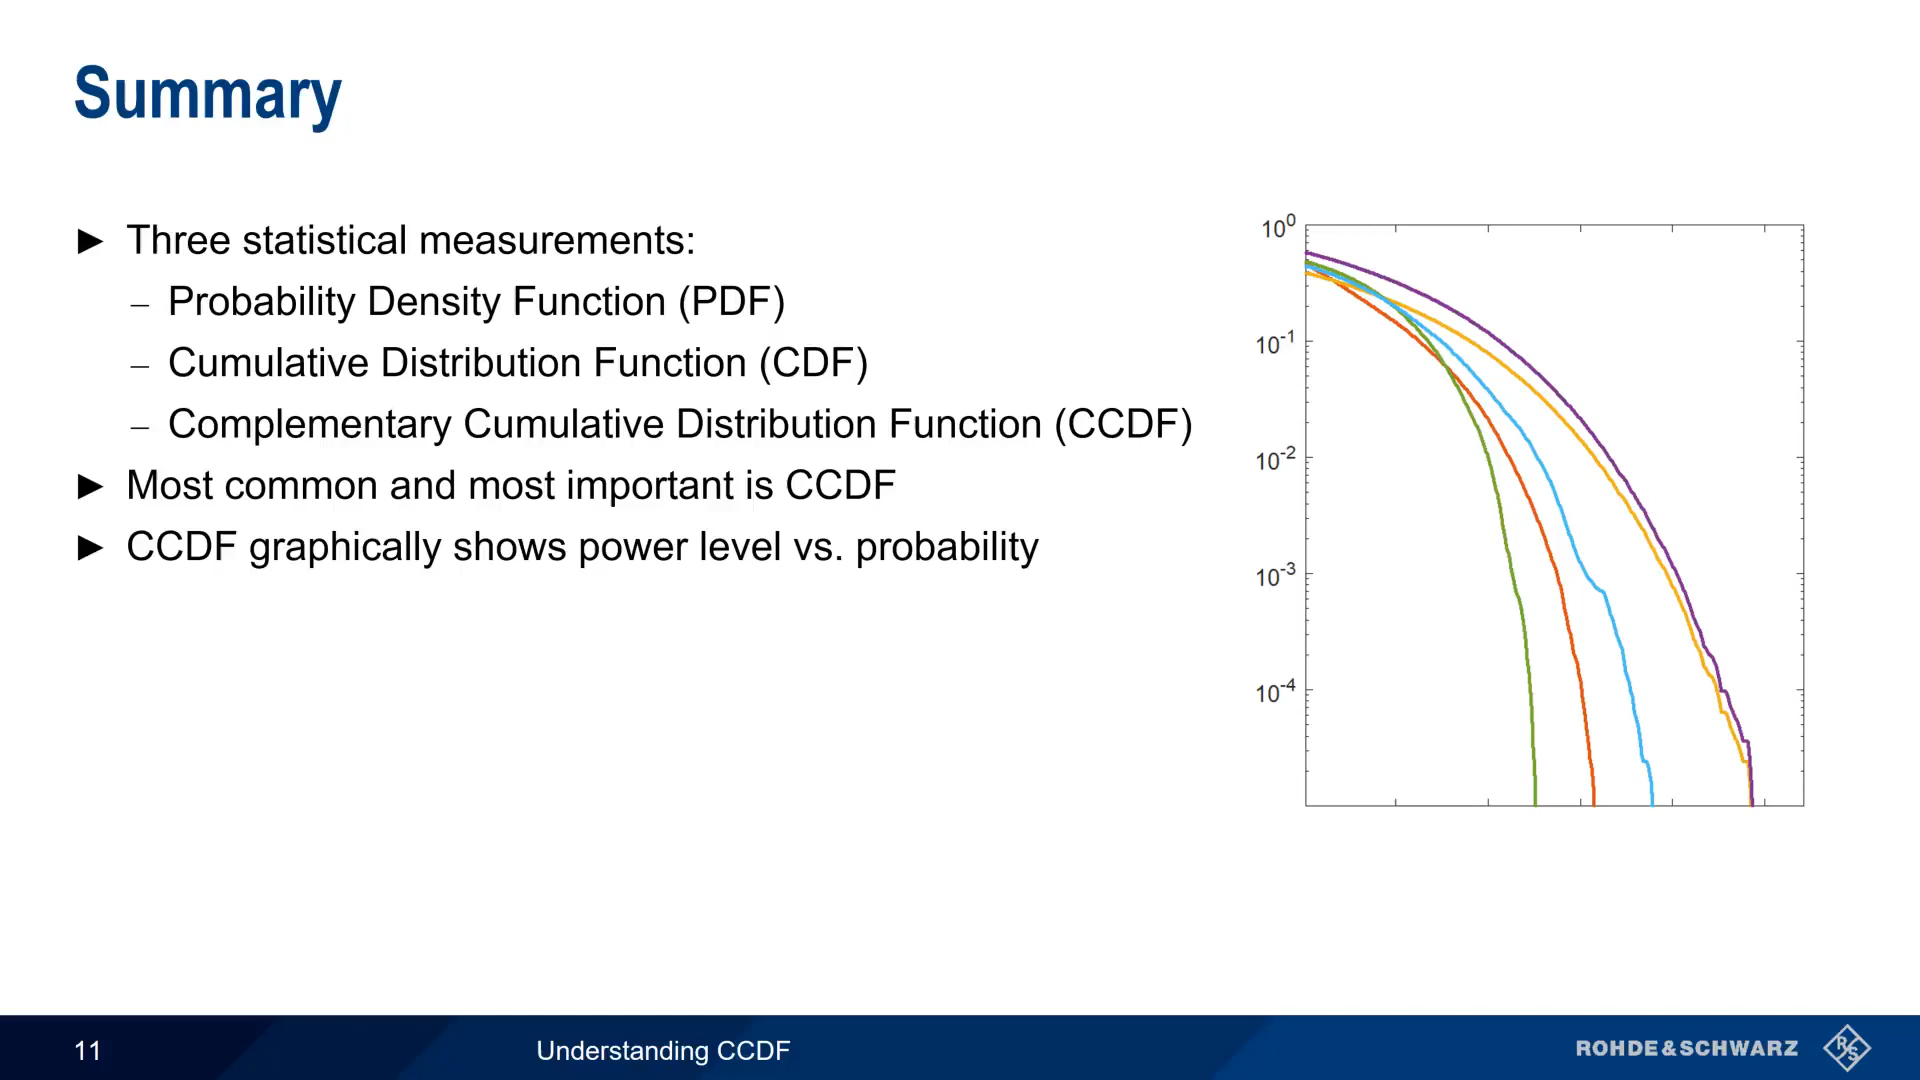 Summary
► Three statistical measurements:
– Probability Density Function (PDF)
– Cumulative Distribution Function (CDF)
– Complementary Cumulative Distribution Function (CCDF)
► Most common and most important is CCDF
► CCDF graphically shows power level vs. probability
10⁰
10⁻¹
10⁻²
10⁻³
10⁻⁴
11
Understanding CCDF
ROHDE&SCHWARZ
R&S